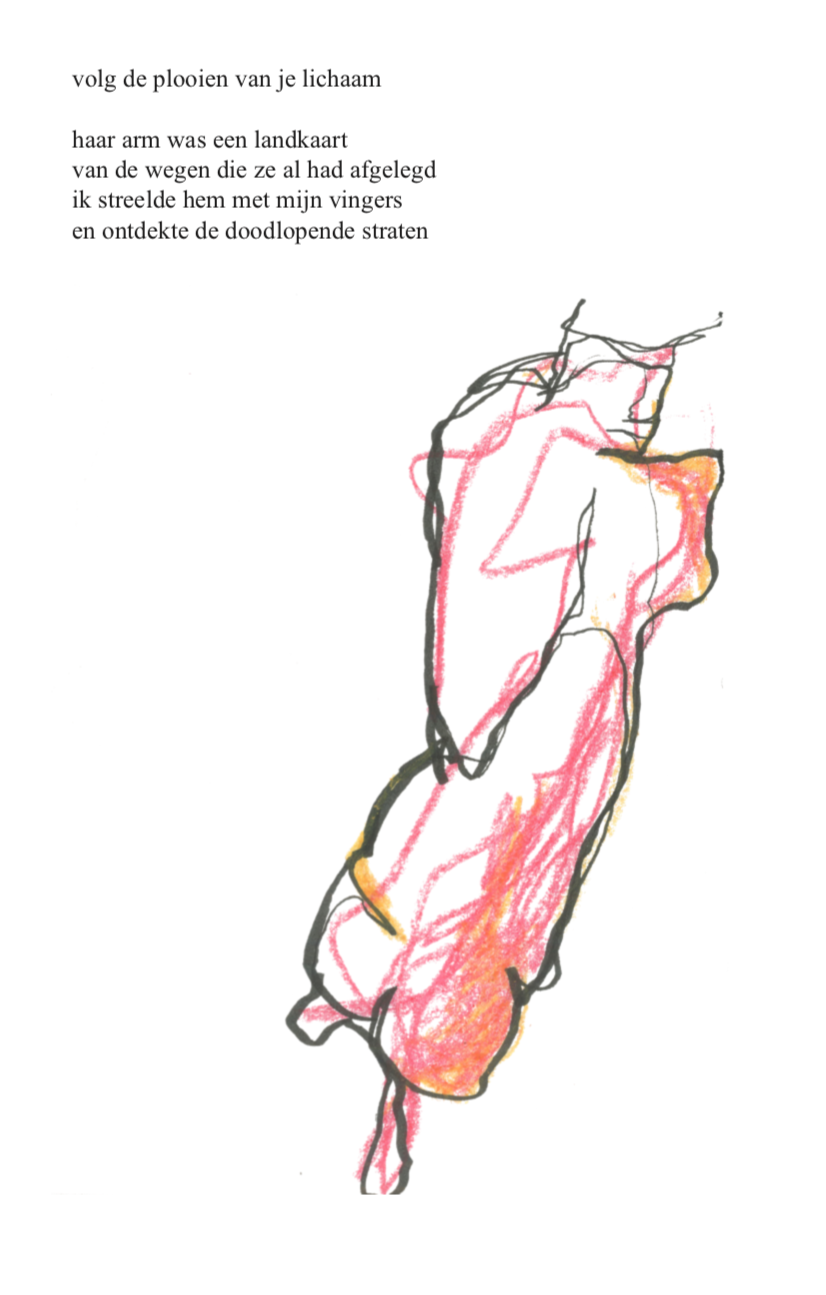 volg de plooien van je lichaam
haar arm was een landkaart
van de wegen die ze al had afgelegd
ik streelde hem met mijn vingers
en ontdekte de doodlopende straten